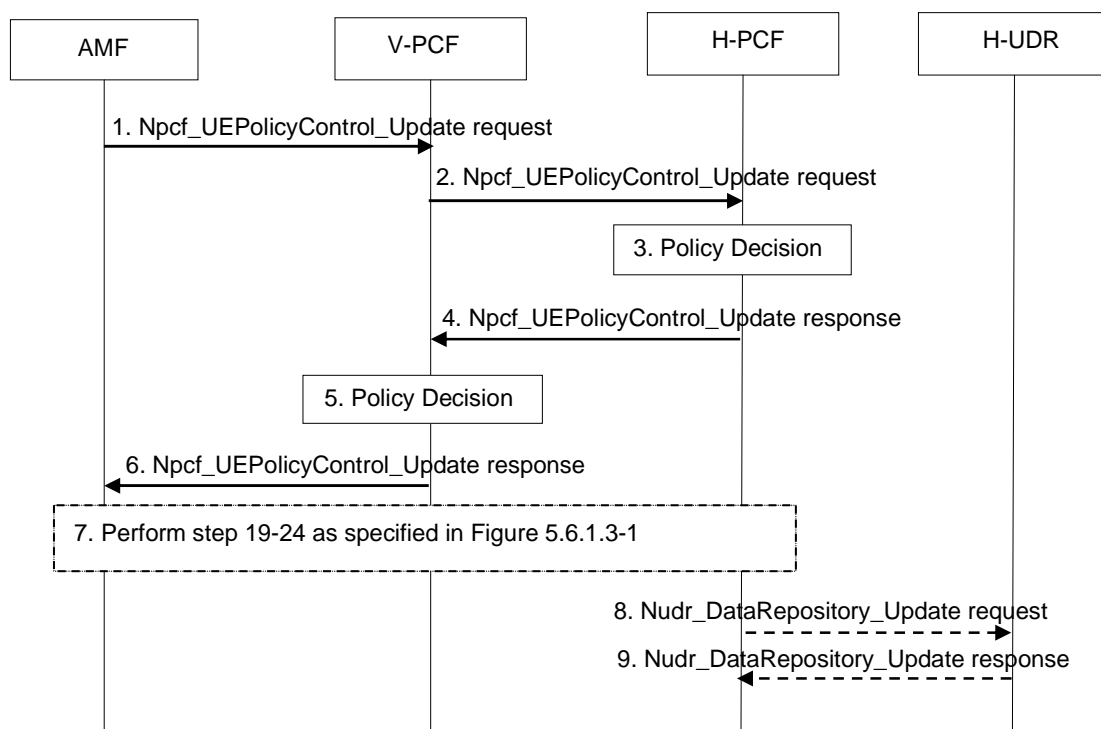 AMF
V-PCF
H-PCF
H-UDR
1. Npcf_UEPolicyControl_Update request
2. Npcf_UEPolicyControl_Update request
3. Policy Decision
4. Npcf_UEPolicyControl_Update response
5. Policy Decision
6. Npcf_UEPolicyControl_Update response
7. Perform step 19-24 as specified in Figure 5.6.1.3-1
8. Nudr_DataRepository_Update request
9. Nudr_DataRepository_Update response